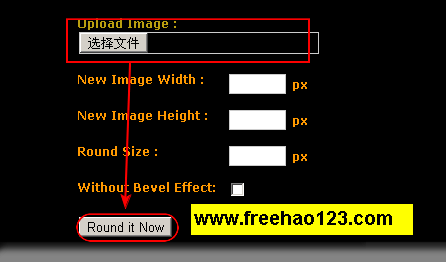 Upload Image :
选择文件
New Image Width : px
New Image Height : px
Round Size : px
Without Bevel Effect:
Round it Now
www.freehao123.com